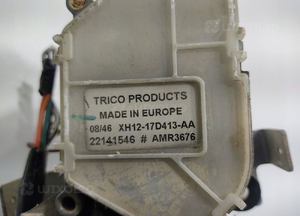 TRICO PRODUCTS
MADE IN EUROPE
08/46 XH12-17D413-AA
22141546 # AMR3676